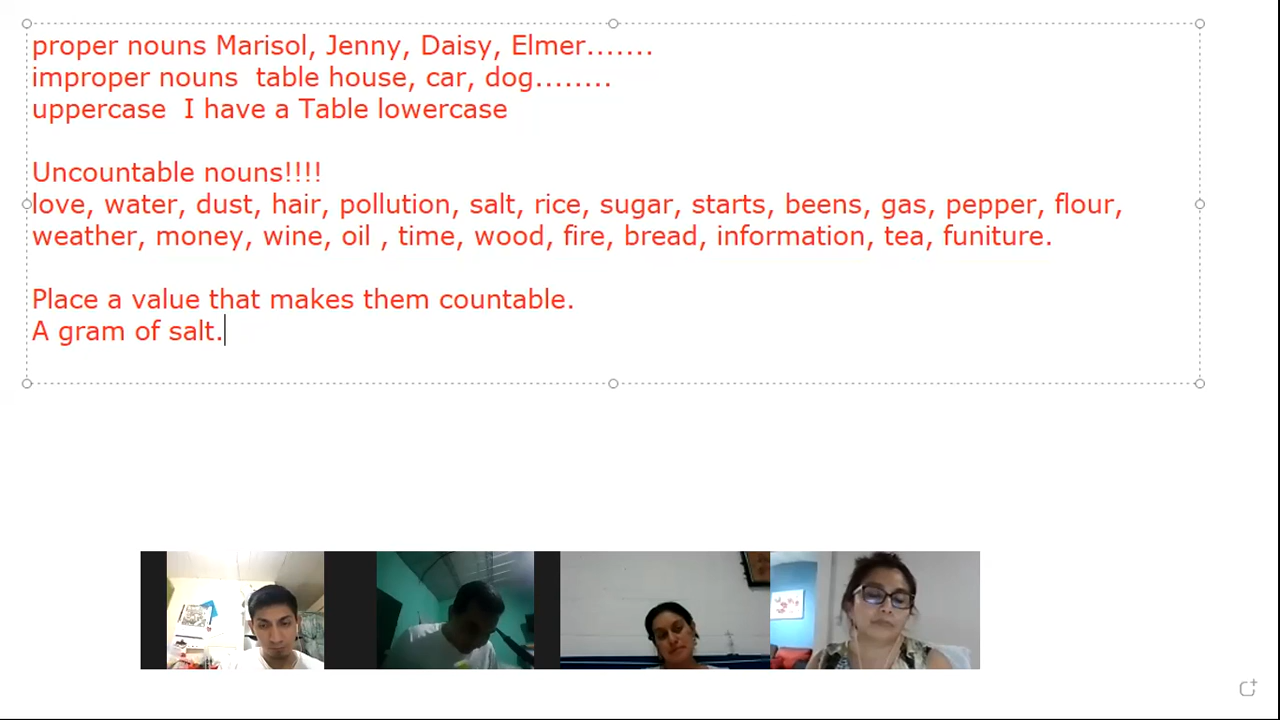 proper nouns Marisol, Jenny, Daisy, Elmer.......
improper nouns  table house, car, dog........
uppercase  I have a Table lowercase
Uncountable nouns!!!!
love, water, dust, hair, pollution, salt, rice, sugar, starts, beens, gas, pepper, flour,
weather, money, wine, oil , time, wood, fire, bread, information, tea, funiture.
Place a value that makes them countable.
A gram of salt.